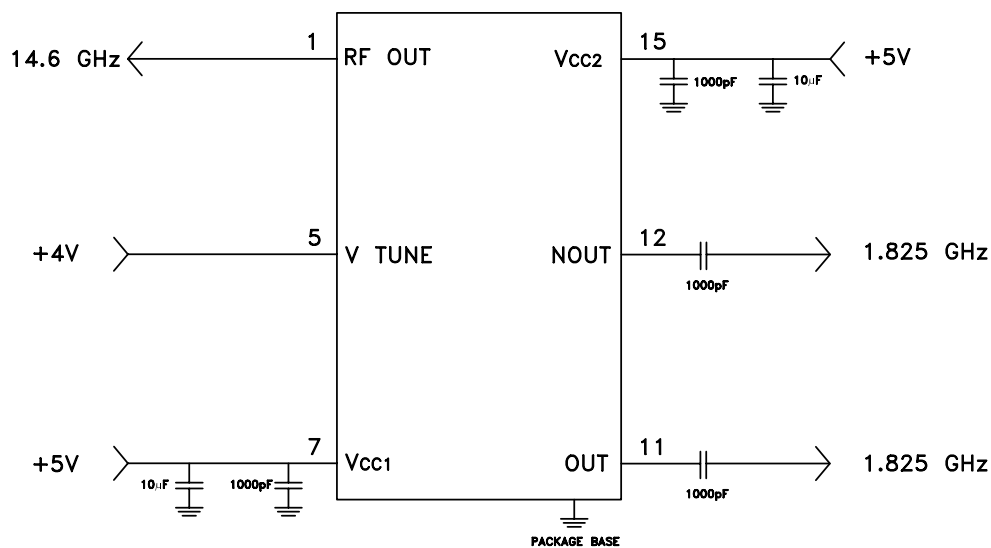 14.6 GHz
1
RF OUT
Vcc2
15
+5V
1000pF
10μF
+4V
5
V TUNE
NOUT
12
1000pF
1.825 GHz
+5V
7
Vcc1
10μF
1000pF
OUT
11
1000pF
1.825 GHz
PACKAGE BASE